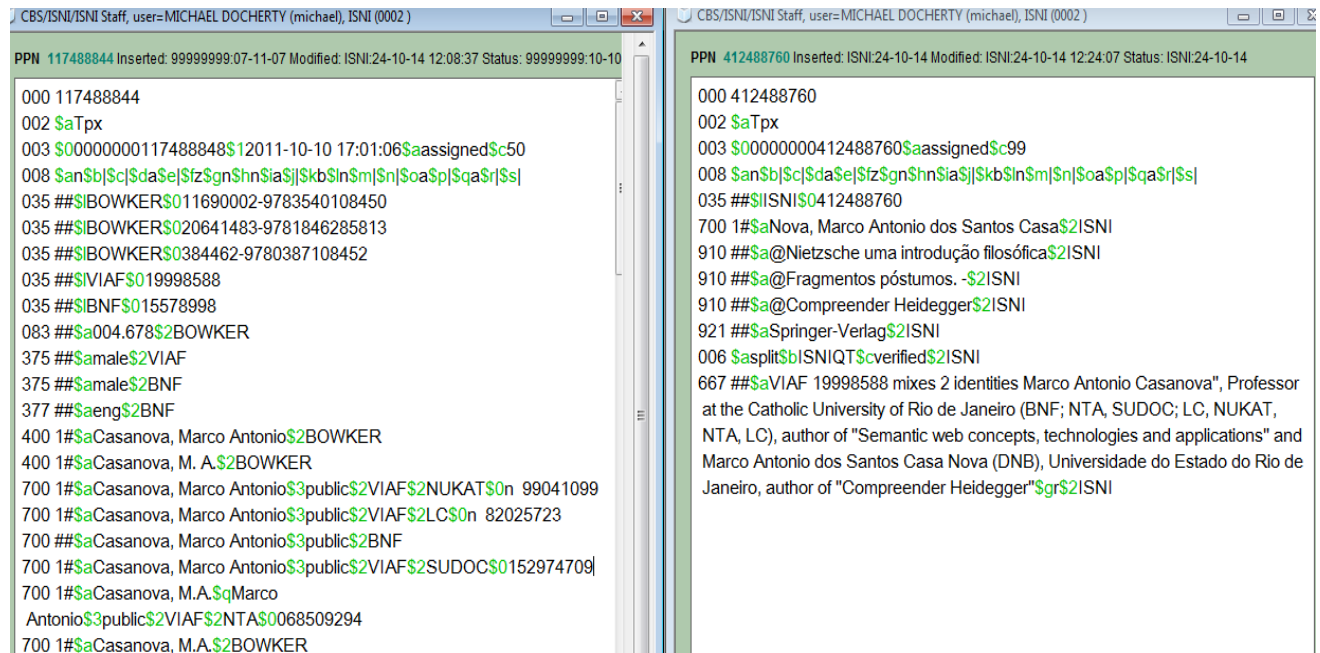 CBS/ISNI/ISNI Staff, user=MICHAEL DOCHERTY (michael), ISNI (0002 )
PPN 117488844 Inserted: 99999999:07-11-07 Modified: ISNI:24-10-14 12:08:37 Status: 99999999:10-10
000 117488844
002 $aTpx
003 $00000000117488848$12011-10-10 17:01:06$aassigned$c50
008 $an$b|$c|$da$e|$fz$gn$hn$ia$j|$kb$ln$m|$n|$oa$p|$qa$r|$s|
035 ##$lBOWKER$011690002-9783540108450
035 ##$lBOWKER$020641483-9781846285813
035 ##$lBOWKER$0384462-9780387108452
035 ##$lVIAF$019998588
035 ##$lBNF$015578998
083 ##$a004.678$2BOWKER
375 ##$amale$2VIAF
375 ##$amale$2BNF
377 ##$aeng$2BNF
400 1#$aCasanova, Marco Antonio$2BOWKER
400 1#$aCasanova, M. A.$2BOWKER
700 1#$aCasanova, Marco Antonio$3public$2VIAF$2NUKAT$0n 99041099
700 1#$aCasanova, Marco Antonio$3public$2VIAF$2LC$0n 82025723
700 ##$aCasanova, Marco Antonio$3public$2BNF
700 1#$aCasanova, Marco Antonio$3public$2VIAF$2SUDOC$0152974709
700 1#$aCasanova, M.A.$qMarco
Antonio$3public$2VIAF$2NTA$0068509294
700 1#$aCasanova, M.A.$2BOWKER
CBS/ISNI/ISNI Staff, user=MICHAEL DOCHERTY (michael), ISNI (0002 )
PPN 412488760 Inserted: ISNI:24-10-14 Modified: ISNI:24-10-14 12:24:07 Status: ISNI:24-10-14
000 412488760
002 $aTpx
003 $00000000412488760$aassigned$c99
008 $an$b|$c|$da$e|$fz$gn$hn$ia$j|$kb$ln$m|$n|$oa$p|$qa$r|$s|
035 ##$lISNI$0412488760
700 1#$aNova, Marco Antonio dos Santos Casa$2ISNI
910 ##$a@Nietzsche uma introdução filosófica$2ISNI
910 ##$a@Fragmentos póstumos. -$2ISNI
910 ##$a@Compreender Heidegger$2ISNI
921 ##$aSpringer-Verlag$2ISNI
006 $asplit$bISNIQT$cverified$2ISNI
667 ##$aVIAF 19998588 mixes 2 identities Marco Antonio Casanova", Professor
at the Catholic University of Rio de Janeiro (BNF; NTA, SUDOC; LC, NUKAT,
NTA, LC), author of "Semantic web concepts, technologies and applications" and
Marco Antonio dos Santos Casa Nova (DNB), Universidade do Estado do Rio de
Janeiro, author of "Compreender Heidegger"$gr$2ISNI